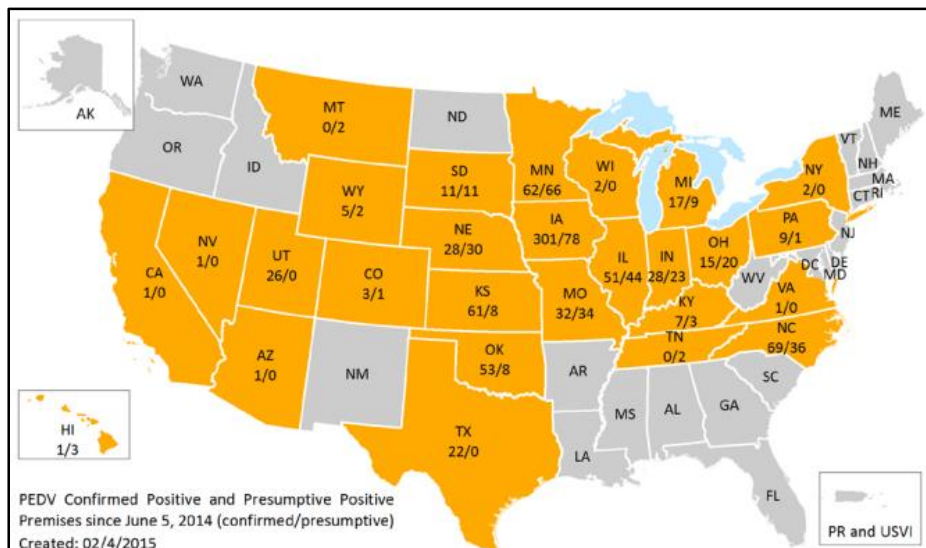 AK
WA
OR
ID
MT
0/2
ND
SD
11/11
MN
62/66
WI
2/0
MI
17/9
NY
2/0
VT
ME
NH
MA
RI
CT
NJ
PA
9/1
DE
MD
DC
WV
VA
1/0
OH
15/20
IN
28/23
IL
51/44
IA
301/78
NE
28/30
WY
5/2
CA
1/0
NV
1/0
UT
26/0
CO
3/1
KS
61/8
MO
32/34
KY
7/3
TN
0/2
NC
69/36
SC
AZ
1/0
NM
OK
53/8
AR
MS
AL
GA
TX
22/0
LA
FL
HI
1/3
PR and USVI
PEDV Confirmed Positive and Presumptive Positive
Premises since June 5, 2014 (confirmed/presumptive)
Created: 02/4/2015